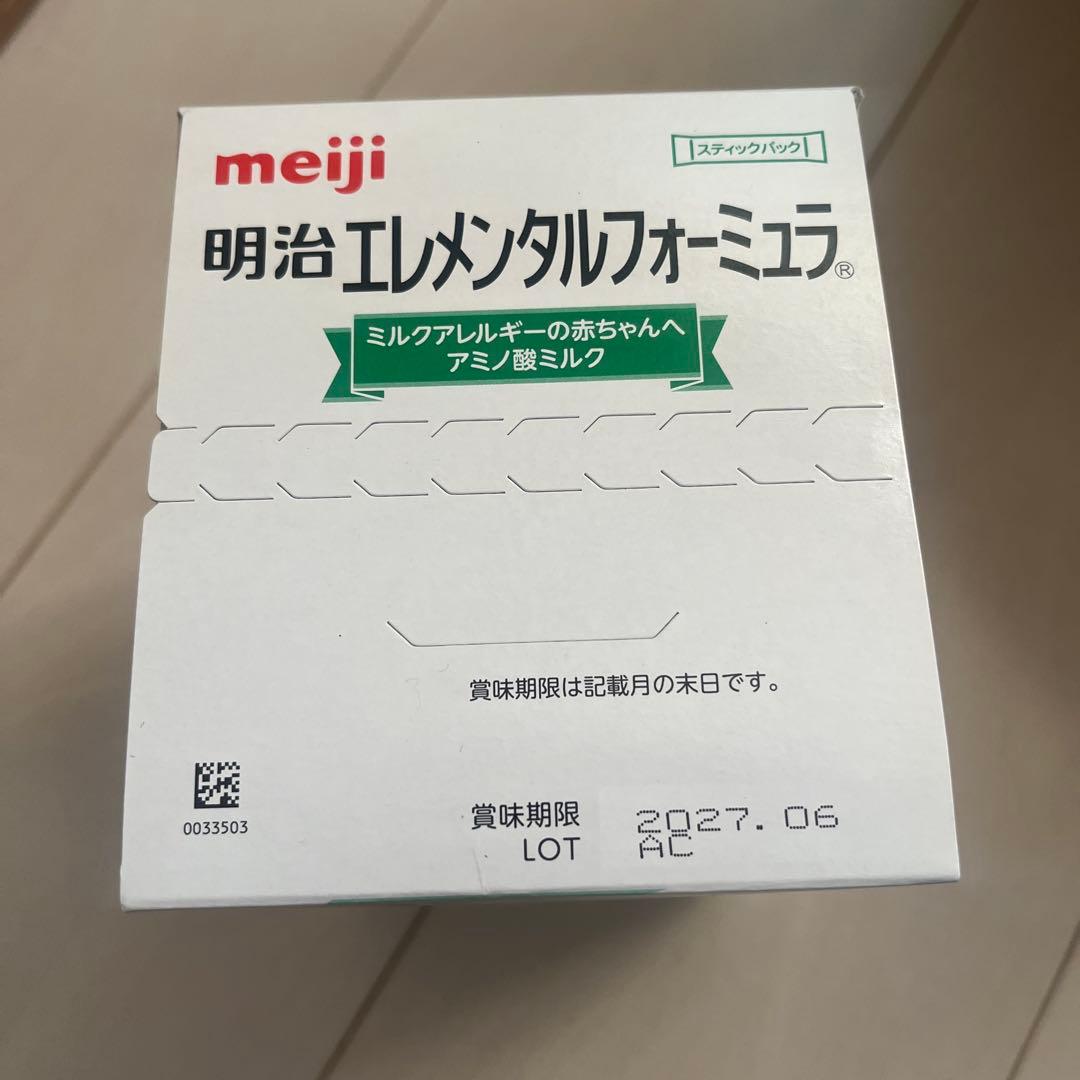 meiji
スティックパック
明治エレメンタルフォーミュラ®
ミルクアレルギーの赤ちゃんへ
アミノ酸ミルク
賞味期限は記載月の末日です。
0033503
賞味期限 2027.06
LOT AC